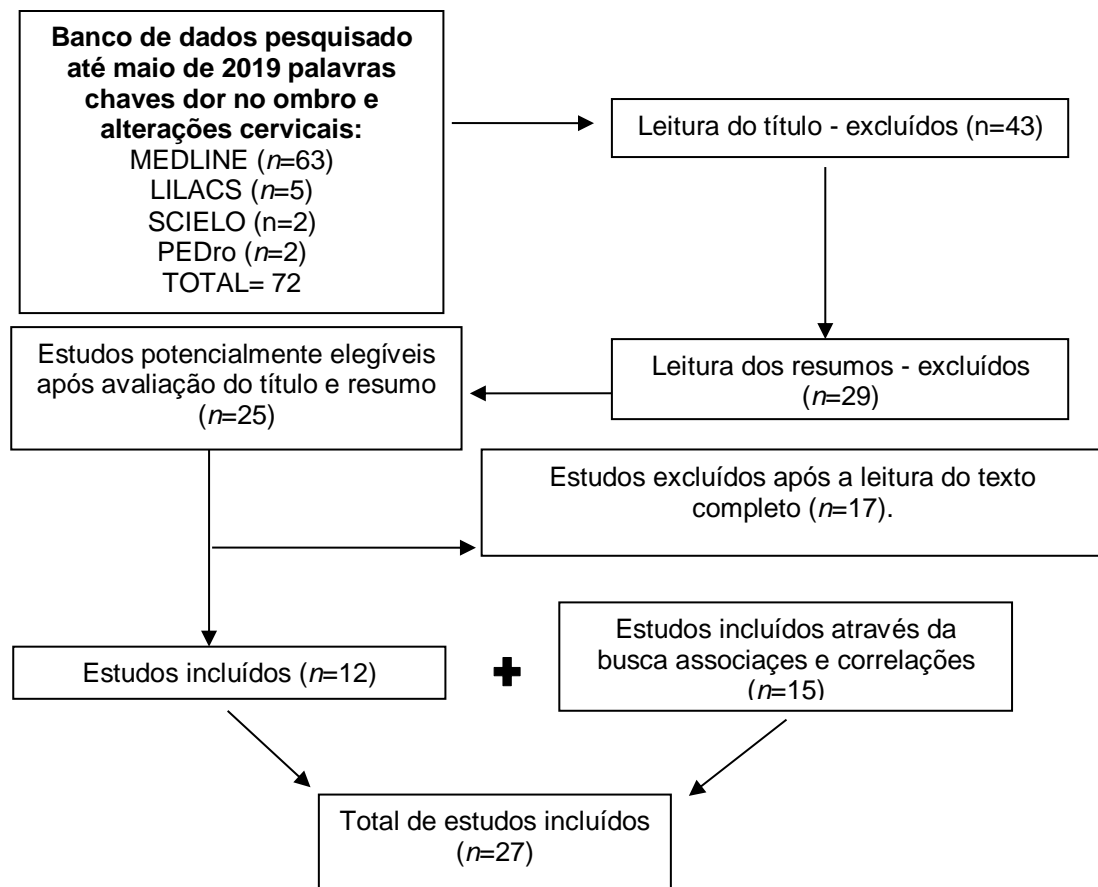 Banco de dados pesquisado
até maio de 2019 palavras
chaves dor no ombro e
alterações cervicais:
MEDLINE (n=63)
LILACS (n=5)
SCIELO (n=2)
PEDro (n=2)
TOTAL= 72
Leitura do título - excluídos (n=43)
Leitura dos resumos - excluídos
(n=29)
Estudos potencialmente elegíveis
após avaliação do título e resumo
(n=25)
Estudos excluídos após a leitura do texto
completo (n=17).
Estudos incluídos (n=12)
Estudos incluídos através da
busca associaçes e correlações
(n=15)
Total de estudos incluídos
(n=27)